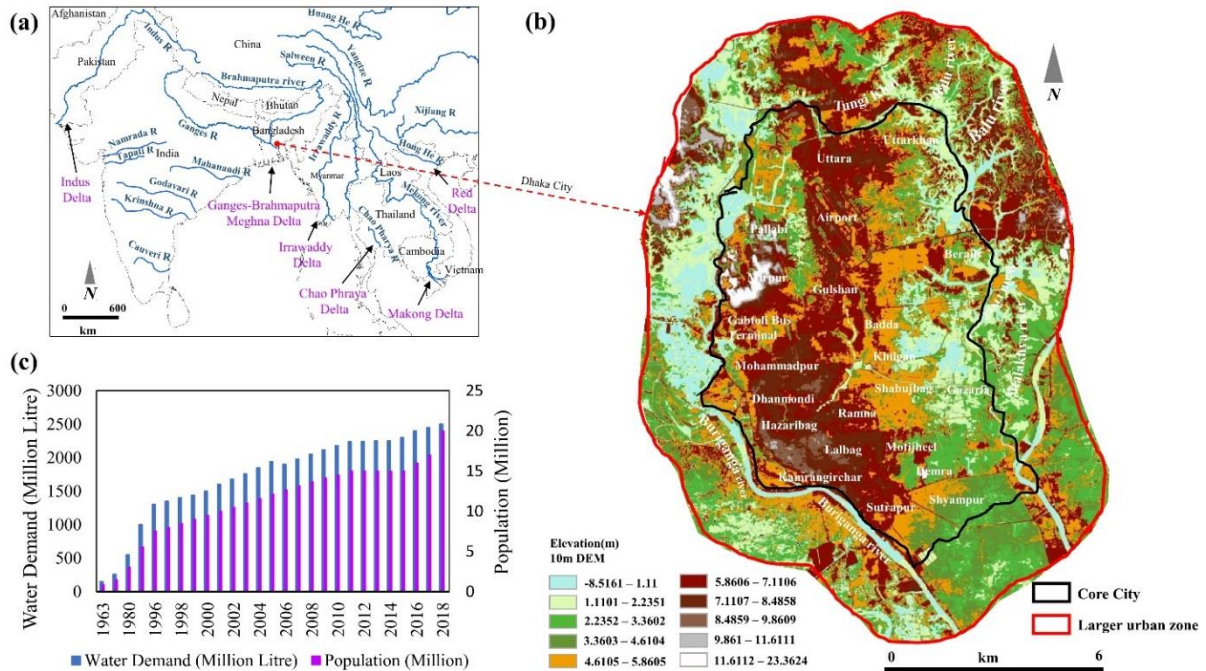 (a)
Afghanistan
Indus R
Pakistan
China
Huang He R
Salween R
Yangtze R
Brahmaputra river
Nepal
Bhutan
Bangladesh
Ganges R
Xijiang R
Namrada R
Tapati R
India
Mahanandi R
Irrawaddy R
Myanmar
Hong He R
Laos
Godavari R
Krinshna R
Mekong river
Thailand
Chao Pharya R
Cambodia
Vietnam
Cauveri R
Indus
Delta
Ganges-Brahmaputra
Meghna Delta
Irrawaddy
Delta
Chao Phraya
Delta
Makong Delta
Red
Delta
N
0 600
km
Dhaka City
(b)
N
Tungi
Balu river
Uttara
Uttarkhan
Airport
Pallabi
Mirpur
Beraid
Gulshan
Gabtoli Bus
Terminal
Badda
Khilgan
Mohammadpur
Shabujbag
Gazaria
Dhanmondi
Ramna
Hazaribag
Lalbag
Motijheel
Demra
Kamrangirchar
Shyampur
Sutrapur
Buriganga river
Buriganga river
Elevation(m)
10m DEM
-8.5161 – 1.11
1.1101 – 2.2351
2.2352 – 3.3602
3.3603 – 4.6104
4.6105 – 5.8605
5.8606 – 7.1106
7.1107 – 8.4858
8.4859 – 9.8609
9.861 – 11.6111
11.6112 – 23.3624
Core City
Larger urban zone
0 6
km
(c)
Water Demand (Million Litre)
3000
2500
2000
1500
1000
500
0
25
20
15
10
5
0
Population (Million)
1963
1980
1996
1998
2000
2002
2004
2006
2008
2010
2012
2014
2016
2018
Water Demand (Million Litre)
Population (Million)